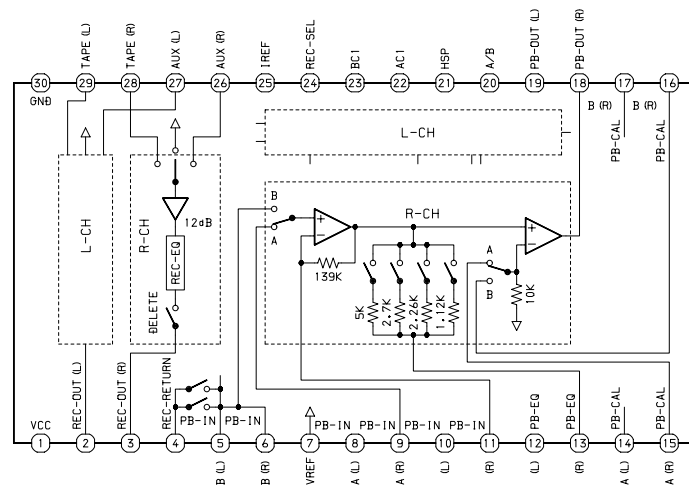 TAPE (L)
TAPE (R)
AUX (L)
AUX (R)
IREF
REC-SEL
BC1
AC1
HSP
A/B
PB-OUT (L)
PB-OUT (R)
30
29
28
27
26
25
24
23
22
21
20
19
18
17
16
GND
B (R)
PB-CAL
B (R)
PB-CAL
L-CH
B
A
R-CH
139K
5K
2.7K
2.26K
1.12K
A
B
10K
L-CH
R-CH
12dB
REC-EQ
DELETE
VCC
REC-OUT (L)
REC-OUT (R)
REC-RETURN
PB-IN
PB-IN
PB-IN
PB-IN
PB-IN
PB-IN
PB-EQ
PB-EQ
PB-CAL
PB-CAL
1
2
3
4
5
6
7
8
9
10
11
12
13
14
15
B (L)
B (R)
VREF
A (L)
A (R)
(L)
(R)
(L)
(R)
A (L)
A (R)